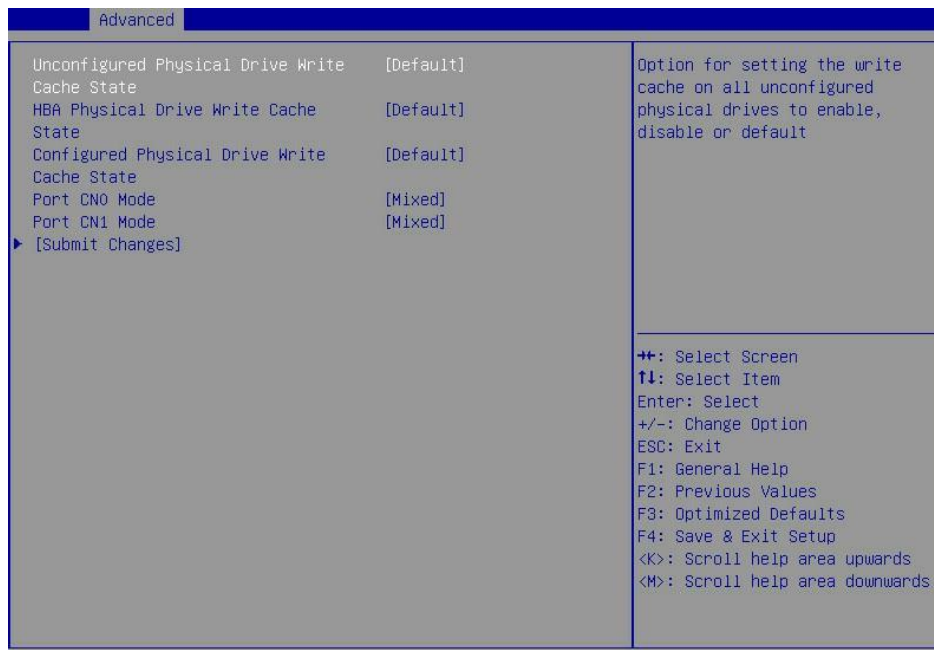 Advanced
Unconfigured Physical Drive Write [Default]
Cache State
HBA Physical Drive Write Cache [Default]
State
Configured Physical Drive Write [Default]
Cache State
Port CN0 Mode [Mixed]
Port CN1 Mode [Mixed]
▶ [Submit Changes]
Option for setting the write
cache on all unconfigured
physical drives to enable,
disable or default
→←: Select Screen
↑↓: Select Item
Enter: Select
+/-: Change Option
ESC: Exit
F1: General Help
F2: Previous Values
F3: Optimized Defaults
F4: Save & Exit Setup
<K>: Scroll help area upwards
<M>: Scroll help area downwards